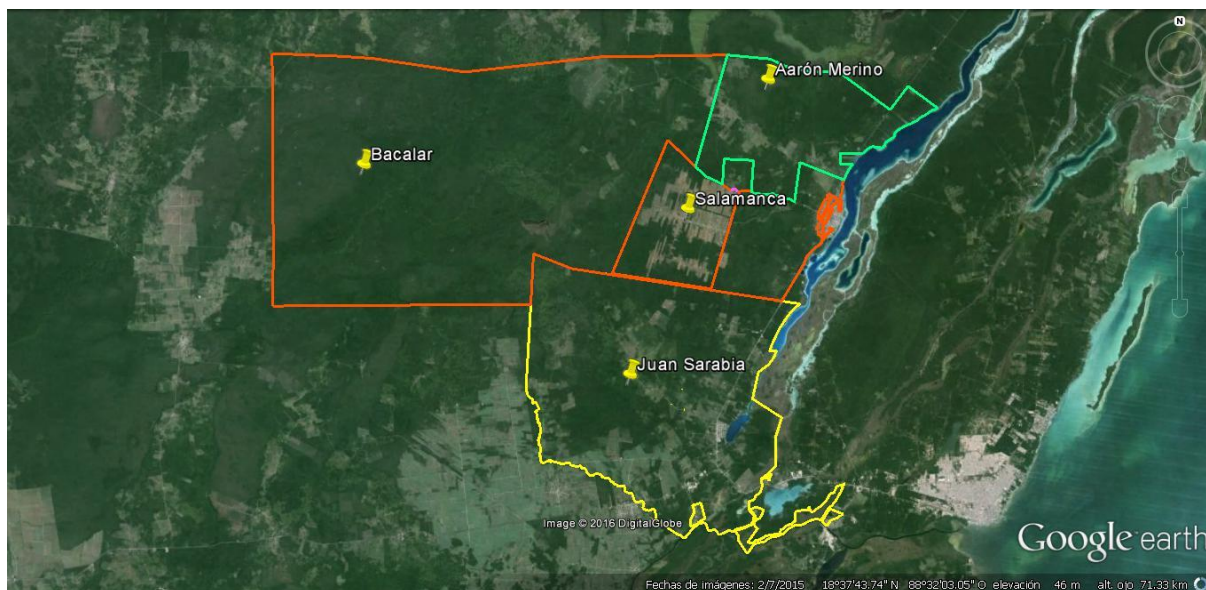 N
Aarón Merino
Bacalar
Salamanca
Juan Sarabia
Image © 2016 DigitalGlobe
Google earth
Fechas de imágenes: 2/7/2015 18°37'43.74" N 88°32'03.05" O elevación 46 m alt. ojo 71.33 km